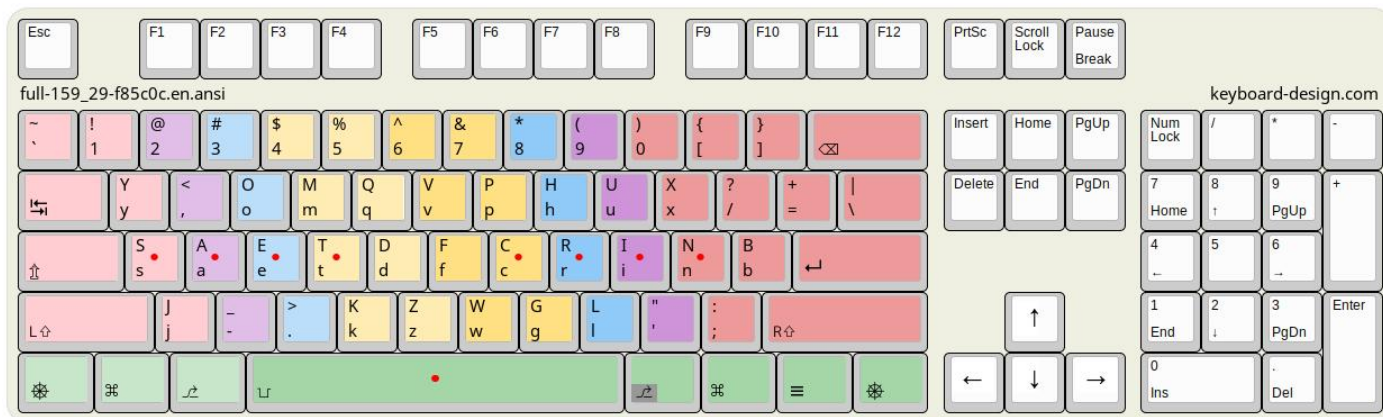 Esc F1 F2 F3 F4 F5 F6 F7 F8 F9 F10 F11 F12 PrtSc Scroll Lock Pause Break
full-159_29-f85c0c.en.ansi keyboard-design.com
~ ! @ # $ % ^ & * ( ) { } Insert Home PgUp Num Lock / * -
` 1 2 3 4 5 6 7 8 9 0 [ ] ⌫
Y < O M Q V P H U X ? + | Delete End PgDn 7 8 9 +
↹ y , o m q v p h u x / = \ Home ↑ PgUp
S A E T D F C R I N B 4 5 6
⇧ s a e t d f c r i n b ↵ ← →
J _ > K Z W G L " : ↑ 1 2 3 Enter
L⇧ j - . k z w g l ' ; R⇧ End ↓ PgDn
⎈ ⌘ ⎇ ⊔ ⎇ ⌘ ≡ ⎈ ← ↓ → 0 .
Ins Del